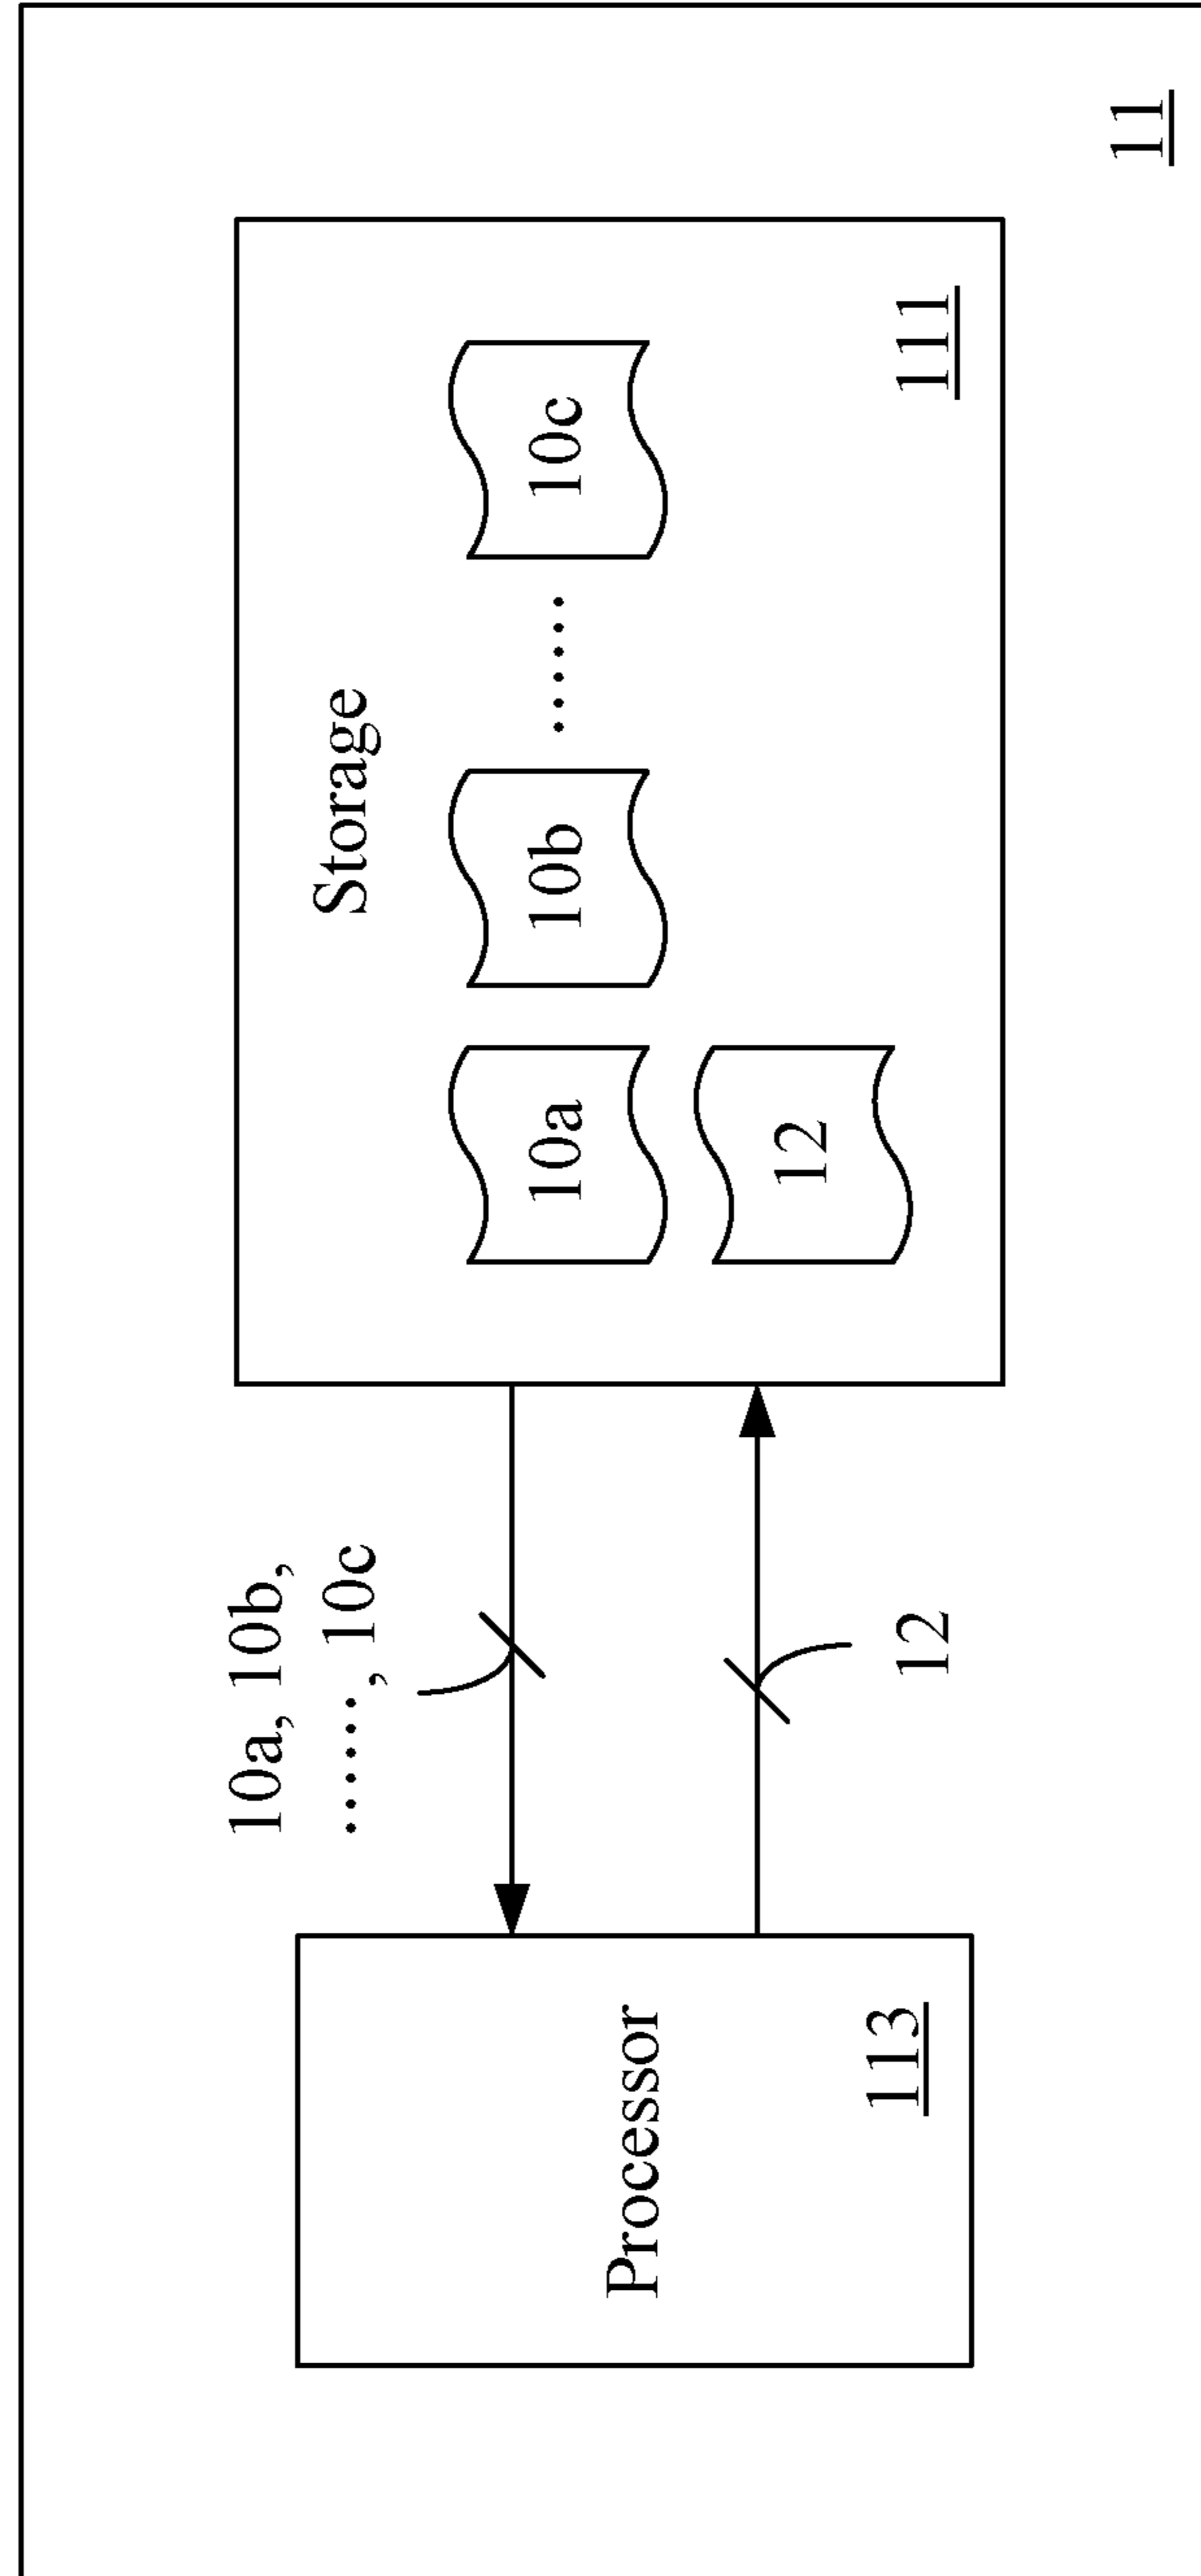 Processor
113
10a, 10b,
......, 10c
12
Storage
10a
10b
......
10c
12
111
11